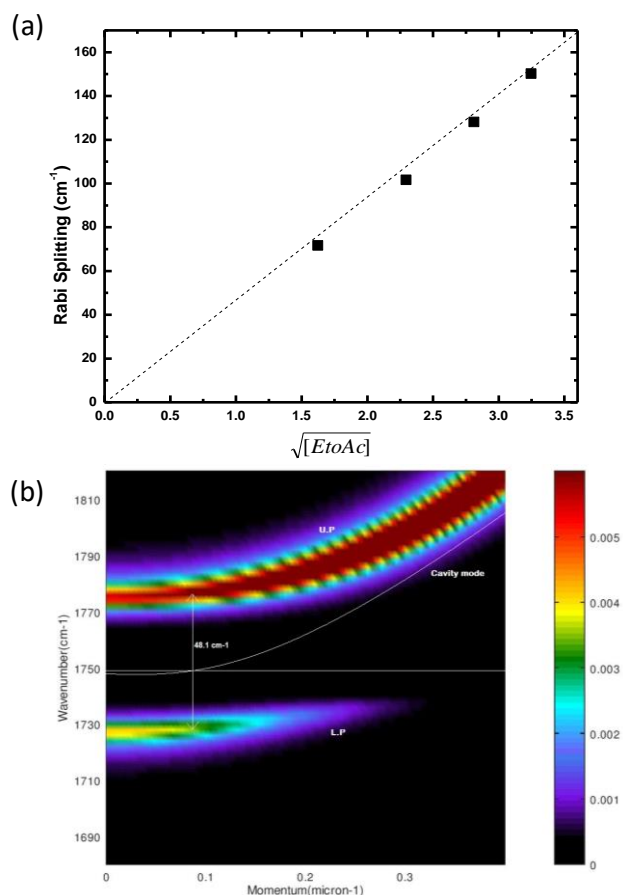 (a)
160
140
120
100
80
60
40
20
0
Rabi Splitting (cm-1)
0.0 0.5 1.0 1.5 2.0 2.5 3.0 3.5
√[EtoAc]
(b)
1810
1790
1770
1750
1730
1710
1690
Wavenumber(cm-1)
U.P
Cavity mode
48.1 cm-1
L.P
0 0.1 0.2 0.3
Momentum(micron-1)
0.005
0.004
0.003
0.002
0.001
0